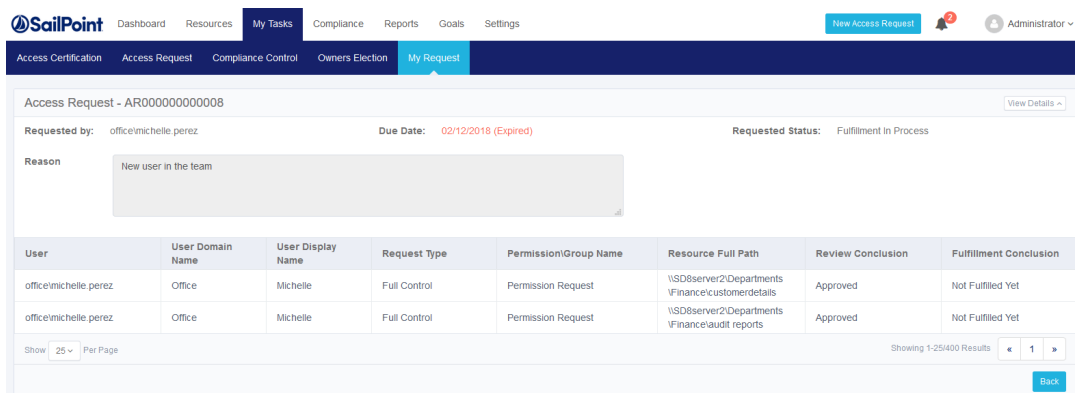 SailPoint Dashboard Resources My Tasks Compliance Reports Goals Settings New Access Request 2 Administrator
Access Certification Access Request Compliance Control Owners Election My Request
Access Request - AR000000000008 View Details
Requested by: office\michelle.perez Due Date: 02/12/2018 (Expired) Requested Status: Fulfillment In Process
Reason New user in the team
User User Domain Name User Display Name Request Type Permission\Group Name Resource Full Path Review Conclusion Fulfillment Conclusion
office\michelle.perez Office Michelle Full Control Permission Request \\SD8server2\Departments\Finance\customerdetails Approved Not Fulfilled Yet
office\michelle.perez Office Michelle Full Control Permission Request \\SD8server2\Departments\Finance\audit reports Approved Not Fulfilled Yet
Show 25 Per Page Showing 1-25/400 Results « 1 »
Back